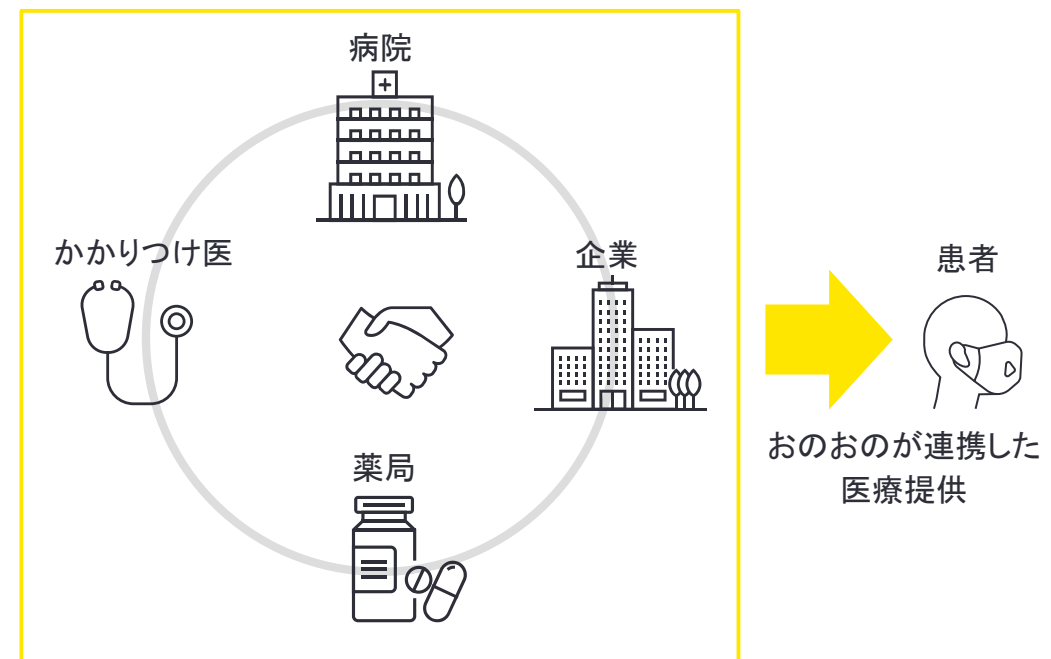 病院
かかりつけ医
企業
薬局
患者
おのおのが連携した
医療提供